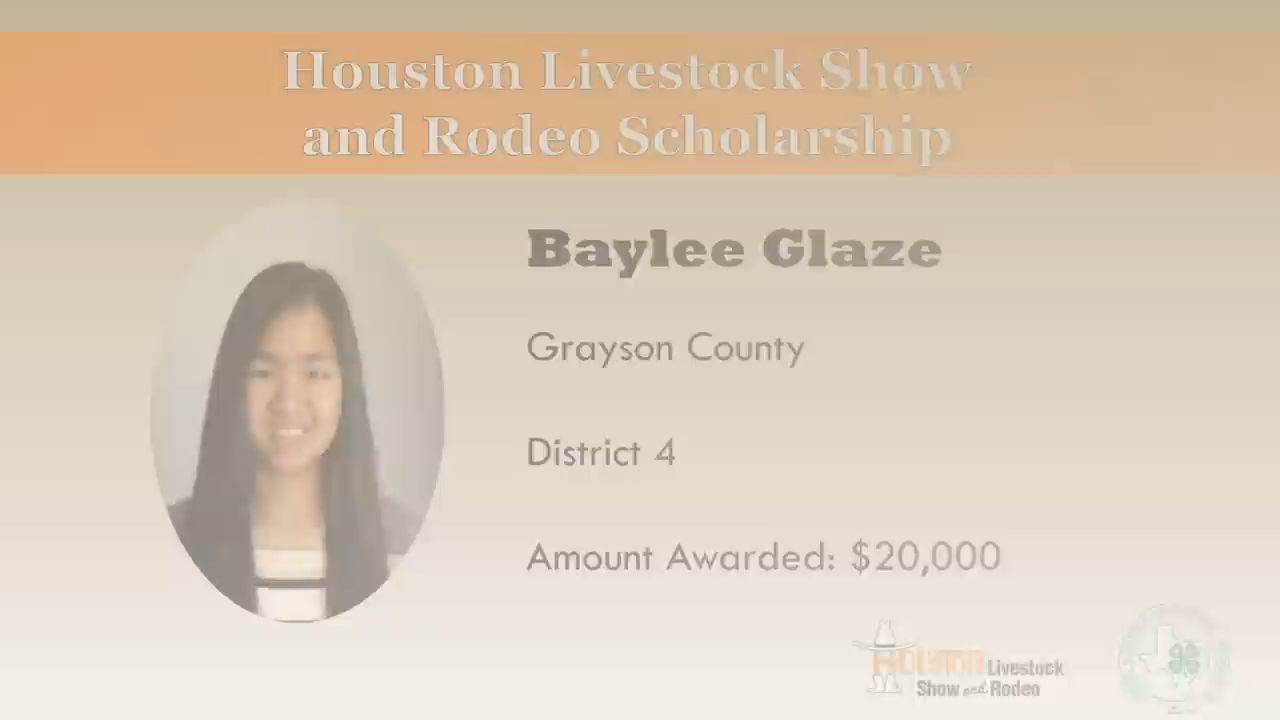 Houston Livestock Show
and Rodeo Scholarship
Baylee Glaze
Grayson County
District 4
Amount Awarded: $20,000
Livestock
Show and Rodeo